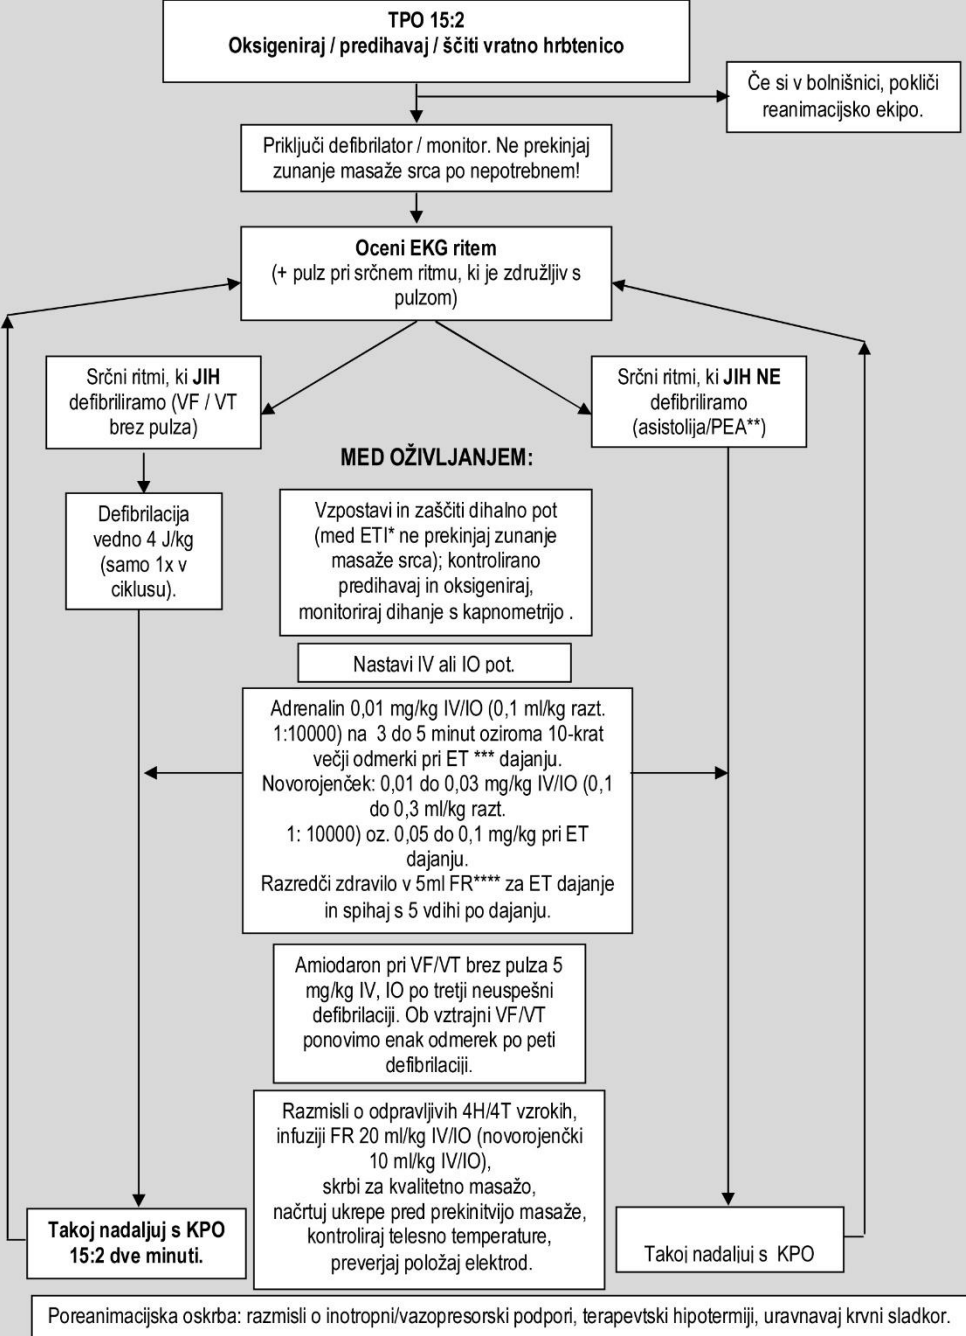 TPO 15:2
Oksigeniraj / predihavaj / ščiti vratno hrbtenico
Če si v bolnišnici, pokliči
reanimacijsko ekipo.
Priključi defibrilator / monitor. Ne prekinjaj
zunanje masaže srca po nepotrebnem!
Oceni EKG ritem
(+ pulz pri srčnem ritmu, ki je združljiv s
pulzom)
Srčni ritmi, ki JIH
defibriliramo (VF / VT
brez pulza)
Srčni ritmi, ki JIH NE
defibriliramo
(asistolija/PEA**)
MED OŽIVLJANJEM:
Defibrilacija
vedno 4 J/kg
(samo 1x v
ciklusu).
Vzpostavi in zaščiti dihalno pot
(med ETI* ne prekinjaj zunanje
masaže srca); kontrolirano
predihavaj in oksigeniraj,
monitoriraj dihanje s kapnometrijo .
Nastavi IV ali IO pot.
Adrenalin 0,01 mg/kg IV/IO (0,1 ml/kg razt.
1:10000) na 3 do 5 minut oziroma 10-krat
večji odmerki pri ET *** dajanju.
Novorojenček: 0,01 do 0,03 mg/kg IV/IO (0,1
do 0,3 ml/kg razt.
1: 10000) oz. 0,05 do 0,1 mg/kg pri ET
dajanju.
Razredči zdravilo v 5ml FR**** za ET dajanje
in spihaj s 5 vdihi po dajanju.
Amiodaron pri VF/VT brez pulza 5
mg/kg IV, IO po tretji neuspešni
defibrilaciji. Ob vztrajni VF/VT
ponovimo enak odmerek po peti
defibrilaciji.
Razmisli o odpravljivih 4H/4T vzrokih,
infuziji FR 20 ml/kg IV/IO (novorojenčki
10 ml/kg IV/IO),
skrbi za kvalitetno masažo,
načrtuj ukrepe pred prekinitvijo masaže,
kontroliraj telesno temperature,
preverjaj položaj elektrod.
Takoj nadaljuj s KPO
15:2 dve minuti.
Takoj nadaljuj s KPO
Poreanimacijska oskrba: razmisli o inotropni/vazopresorski podpori, terapevtski hipotermiji, uravnavaj krvni sladkor.